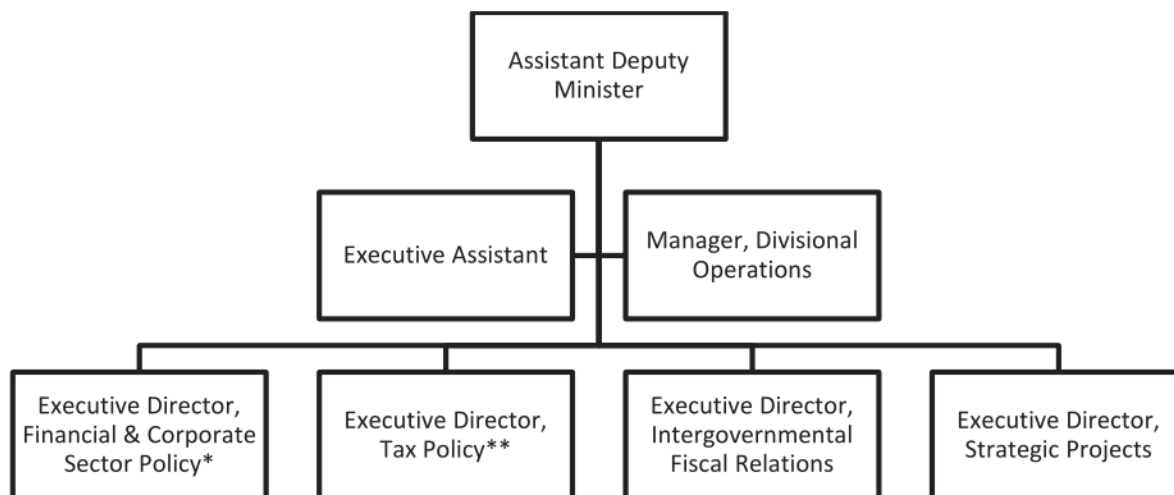 Assistant Deputy
Minister
Executive Assistant
Manager, Divisional
Operations
Executive Director,
Financial & Corporate
Sector Policy*
Executive Director,
Tax Policy**
Executive Director,
Intergovernmental
Fiscal Relations
Executive Director,
Strategic Projects